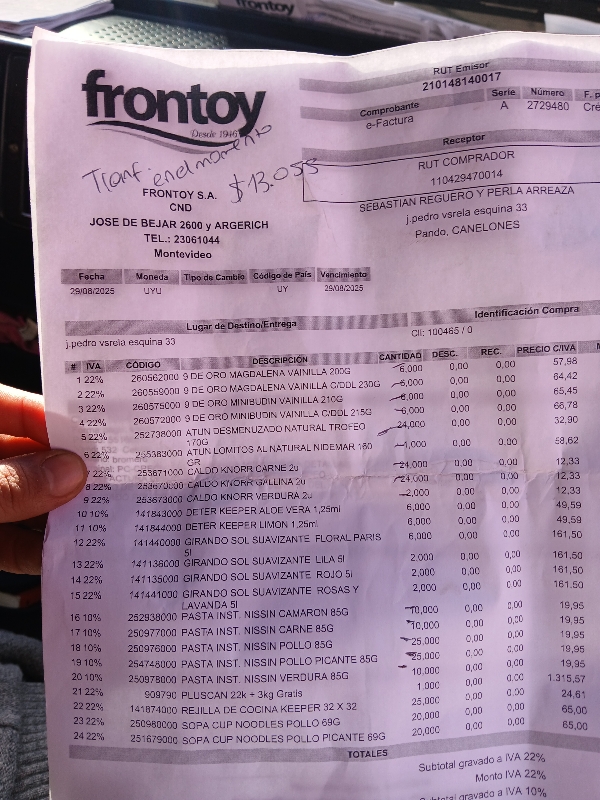 frontoy
Desde 1946
Tranf. en el momento
$13.055
FRONTOY S.A.
CND
JOSE DE BEJAR 2600 y ARGERICH
TEL.: 23061044
Montevideo
RUT Emisor
210148140017
Comprobante Serie Número F. p
e-Factura A 2729480 Cré
Receptor
RUT COMPRADOR
110429470014
SEBASTIAN REGUERO Y PERLA ARREAZA
j.pedro vsrela esquina 33
Pando, CANELONES
Fecha Moneda Tipo de Cambio Código de País Vencimiento
29/08/2025 UYU UY 29/08/2025
Lugar de Destino/Entrega Identificación Compra
j.pedro vsrela esquina 33 Cli: 100465 / 0
# IVA CÓDIGO DESCRIPCIÓN CANTIDAD DESC. REC. PRECIO C/IVA M
1 22% 260562000 9 DE ORO MAGDALENA VAINILLA 200G 6,000 0,00 0,00 57,98
2 22% 260559000 9 DE ORO MAGDALENA VAINILLA C/DDL 230G 6,000 0,00 0,00 64,42
3 22% 260575000 9 DE ORO MINIBUDIN VAINILLA 210G 6,000 0,00 0,00 65,45
4 22% 260572000 9 DE ORO MINIBUDIN VAINILLA C/DDL 215G 6,000 0,00 0,00 66,78
5 22% 252738000 ATUN DESMENUZADO NATURAL TROFEO 24,000 0,00 0,00 32,90
170G
6 22% 255383000 ATUN LOMITOS AL NATURAL NIDEMAR 160 1,000 0,00 0,00 58,62
GR
7 22% 253671000 CALDO KNORR CARNE 2u 24,000 0,00 0,00 12,33
8 22% 253670000 CALDO KNORR GALLINA 2u 24,000 0,00 0,00 12,33
9 22% 253673000 CALDO KNORR VERDURA 2u 2,000 0,00 0,00 12,33
10 10% 141843000 DETER KEEPER ALOE VERA 1,25ml 6,000 0,00 0,00 49,59
11 10% 141844000 DETER KEEPER LIMON 1,25ml 6,000 0,00 0,00 49,59
12 22% 141440000 GIRANDO SOL SUAVIZANTE FLORAL PARIS 6,000 0,00 0,00 161,50
5l
13 22% 141138000 GIRANDO SOL SUAVIZANTE LILA 5l 2,000 0,00 0,00 161,50
14 22% 141135000 GIRANDO SOL SUAVIZANTE ROJO 5l 2,000 0,00 0,00 161,50
15 22% 141441000 GIRANDO SOL SUAVIZANTE ROSAS Y 2,000 0,00 0,00 161,50
LAVANDA 5l
16 10% 252938000 PASTA INST. NISSIN CAMARON 85G 10,000 0,00 0,00 19,95
17 10% 250977000 PASTA INST. NISSIN CARNE 85G 10,000 0,00 0,00 19,95
18 10% 250976000 PASTA INST. NISSIN POLLO 85G 25,000 0,00 0,00 19,95
19 10% 254748000 PASTA INST. NISSIN POLLO PICANTE 85G 25,000 0,00 0,00 19,95
20 10% 250978000 PASTA INST. NISSIN VERDURA 85G 10,000 0,00 0,00 19,95
21 22% 909790 PLUSCAN 22k + 3kg Gratis 1,000 0,00 0,00 1.315,57
22 22% 141874000 REJILLA DE COCINA KEEPER 32 X 32 25,000 0,00 0,00 24,61
23 22% 250980000 SOPA CUP NOODLES POLLO 69G 20,000 0,00 0,00 65,00
24 22% 251679000 SOPA CUP NOODLES POLLO PICANTE 69G 20,000 0,00 0,00 65,00
TOTALES
Subtotal gravado a IVA 22%
Monto IVA 22%
Subtotal gravado a IVA 10%